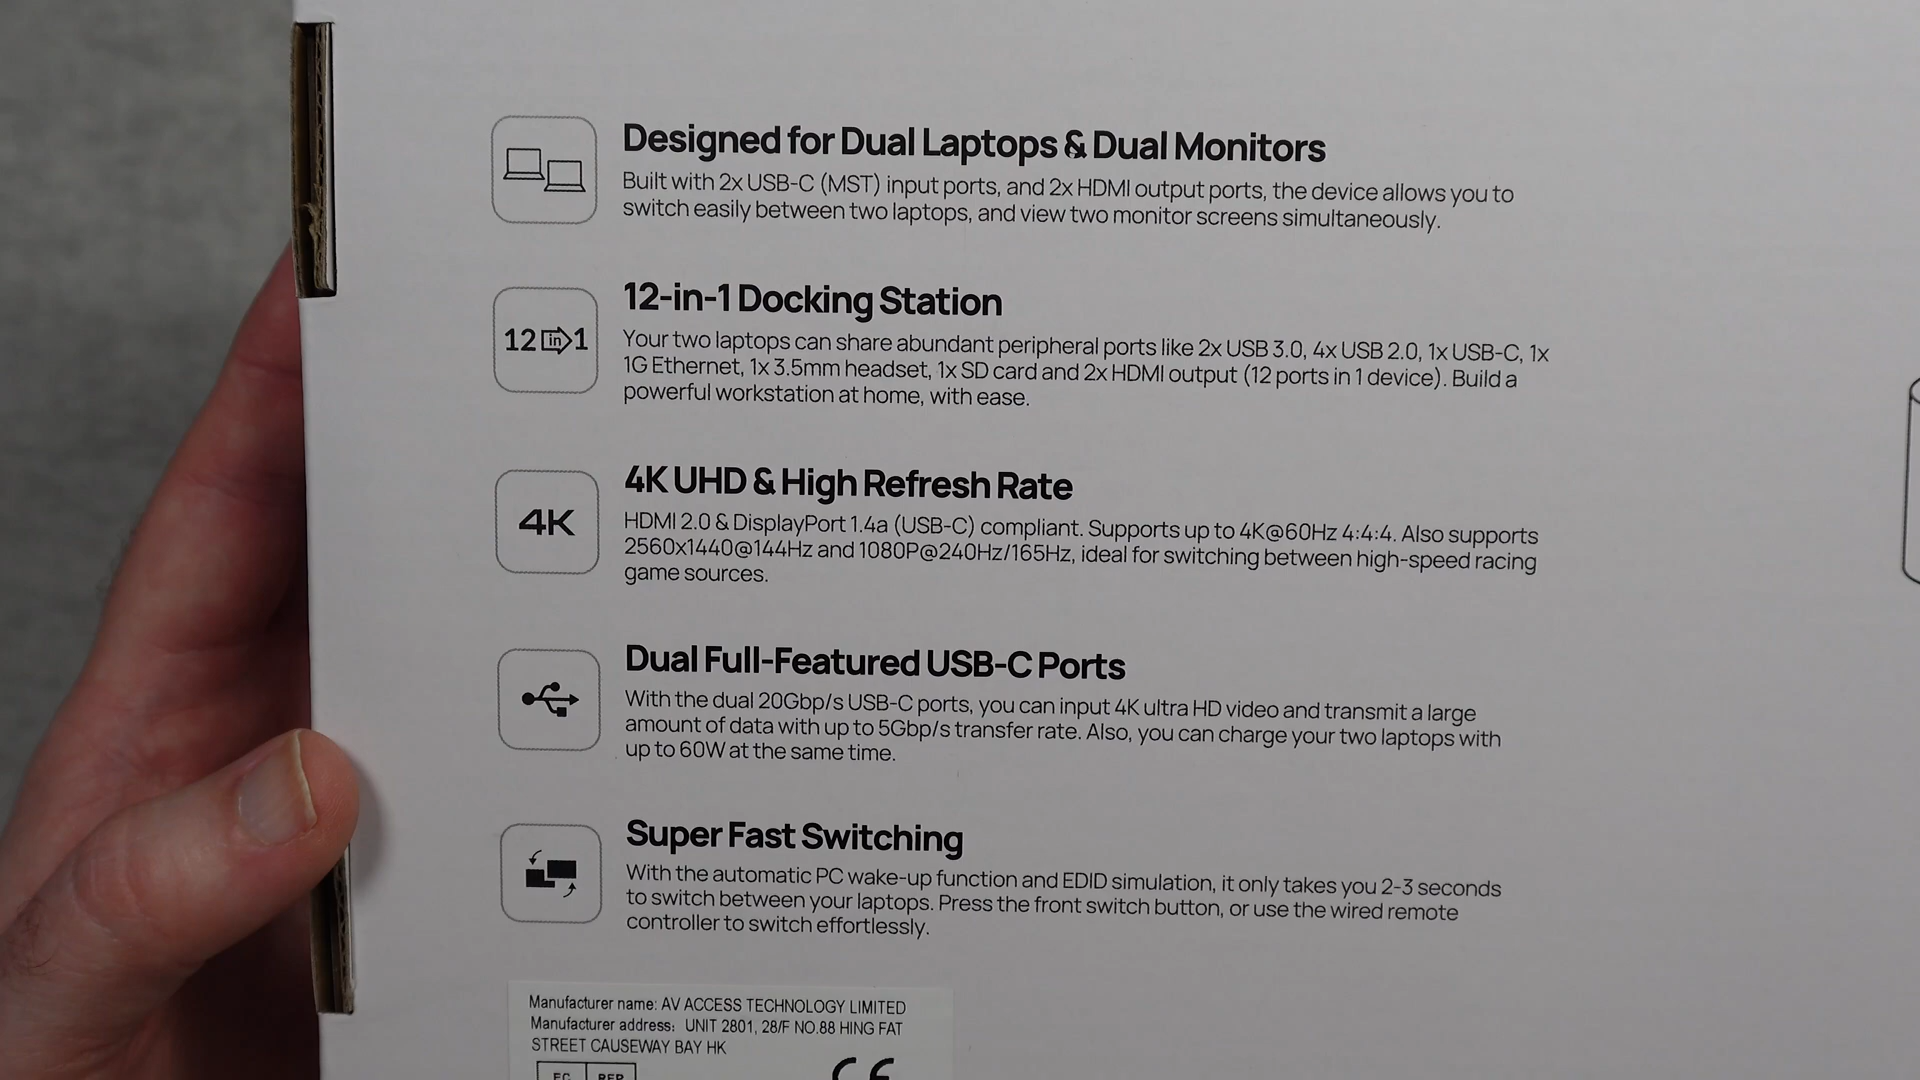 Designed for Dual Laptops & Dual Monitors
Built with 2x USB-C (MST) input ports, and 2x HDMI output ports, the device allows you to
switch easily between two laptops, and view two monitor screens simultaneously.
12 in 1
12-in-1 Docking Station
Your two laptops can share abundant peripheral ports like 2x USB 3.0, 4x USB 2.0, 1x USB-C, 1x
1G Ethernet, 1x 3.5mm headset, 1x SD card and 2x HDMI output (12 ports in 1 device). Build a
powerful workstation at home, with ease.
4K
4K UHD & High Refresh Rate
HDMI 2.0 & DisplayPort 1.4a (USB-C) compliant. Supports up to 4K@60Hz 4:4:4. Also supports
2560x1440@144Hz and 1080P@240Hz/165Hz, ideal for switching between high-speed racing
game sources.
Dual Full-Featured USB-C Ports
With the dual 20Gbp/s USB-C ports, you can input 4K ultra HD video and transmit a large
amount of data with up to 5Gbp/s transfer rate. Also, you can charge your two laptops with
up to 60W at the same time.
Super Fast Switching
With the automatic PC wake-up function and EDID simulation, it only takes you 2-3 seconds
to switch between your laptops. Press the front switch button, or use the wired remote
controller to switch effortlessly.
Manufacturer name: AV ACCESS TECHNOLOGY LIMITED
Manufacturer address: UNIT 2801, 28/F NO.88 HING FAT
STREET CAUSEWAY BAY HK
EC REP
CE